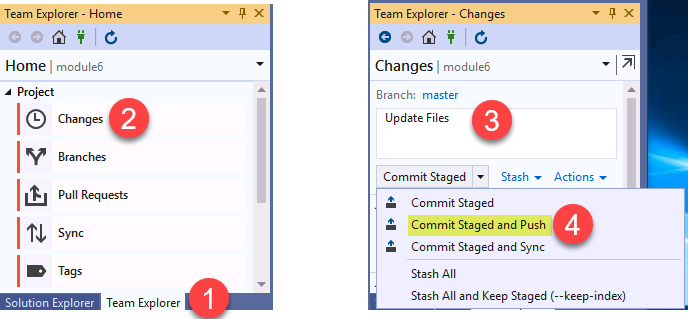 Team Explorer - Home
Home | module6
Project
Changes
2
Branches
Pull Requests
Sync
Tags
Solution Explorer Team Explorer
1
Team Explorer - Changes
Changes | module6
Branch: master
Update Files
3
Commit Staged Stash Actions
Commit Staged
Commit Staged and Push
4
Commit Staged and Sync
Stash All
Stash All and Keep Staged (--keep-index)